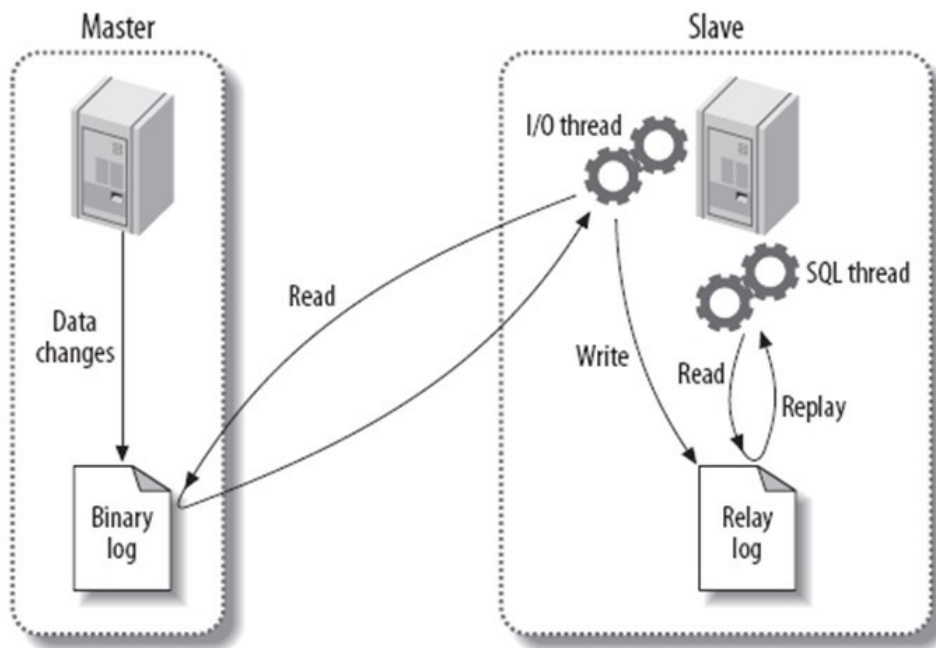 Master
Slave
I/O thread
Read
SQL thread
Data
changes
Write
Read
Replay
Binary
log
Relay
log